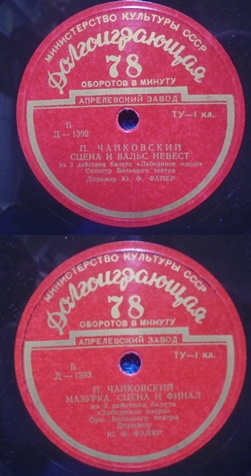 МИНИСТЕРСТВО КУЛЬТУРЫ СССР
Долгоиграющая
78
ОБОРОТОВ В МИНУТУ
АПРЕЛЕВСКИЙ ЗАВОД
ТУ—1 кл.
Б
Д—1392
П. ЧАЙКОВСКИЙ
СЦЕНА И ВАЛЬС НЕВЕСТ
из 3 действия балета «Лебединое озеро»
Оркестр Большого театра
Дирижер Ю. Ф. ФАЙЕР
МИНИСТЕРСТВО КУЛЬТУРЫ СССР
Долгоиграющая
78
ОБОРОТОВ В МИНУТУ
АПРЕЛЕВСКИЙ ЗАВОД
ТУ—1 кл.
Б
Д—1393
П. ЧАЙКОВСКИЙ
МАЗУРКА, СЦЕНА И ФИНАЛ
из 3 действия балета
«Лебединое озеро»
Орк. Большого театра
Дирижер
Ю. Ф. ФАЙЕР